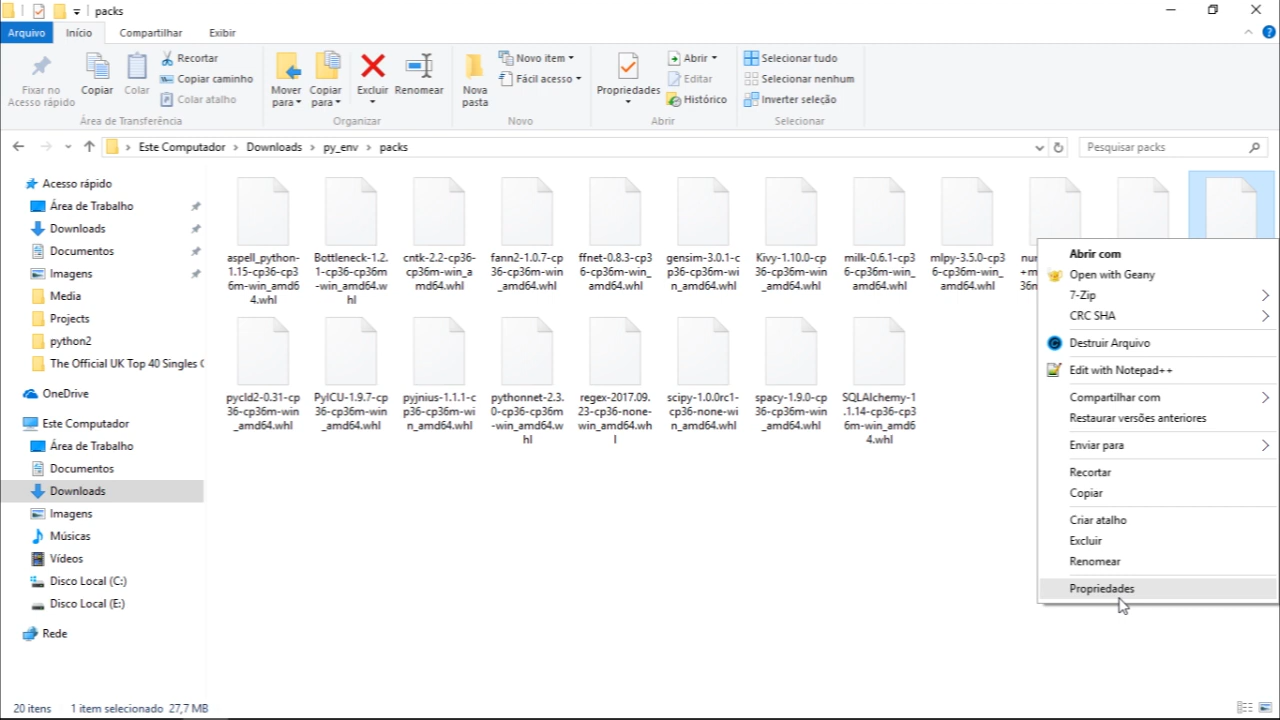 packs
Arquivo Início Compartilhar Exibir
Fixar no
Acesso rápido
Copiar
Colar
Recortar
Copiar caminho
Colar atalho
Área de Transferência
Mover
para
Copiar
para
Excluir
Renomear
Organizar
Nova
pasta
Novo item
Fácil acesso
Novo
Propriedades
Abrir
Editar
Histórico
Abrir
Selecionar tudo
Selecionar nenhum
Inverter seleção
Selecionar
Este Computador > Downloads > py_env > packs
Pesquisar packs
Acesso rápido
Área de Trabalho
Downloads
Documentos
Imagens
Media
Projects
python2
The Official UK Top 40 Singles
OneDrive
Este Computador
Área de Trabalho
Documentos
Downloads
Imagens
Músicas
Vídeos
Disco Local (C:)
Disco Local (E:)
Rede
aspell_python-
1.15-cp36-cp3
6m-win_amd6
4.whl
Bottleneck-1.2.
1-cp36-cp36m
-win_amd64.w
hl
cntk-2.2-cp36-
cp36m-win_a
md64.whl
fann2-1.0.7-cp
36-cp36m-win
_amd64.whl
ffnet-0.8.3-cp3
6-cp36m-win_
amd64.whl
gensim-3.0.1-c
p36-cp36m-wi
n_amd64.whl
Kivy-1.10.0-cp
36-cp36m-win
_amd64.whl
milk-0.6.1-cp3
6-cp36m-win_
amd64.whl
mlpy-3.5.0-cp3
6-cp36m-win_
amd64.whl
pycld2-0.31-cp
36-cp36m-win
_amd64.whl
PyICU-1.9.7-cp
36-cp36m-win
_amd64.whl
pyjnius-1.1.1-c
p36-cp36m-wi
n_amd64.whl
pythonnet-2.3.
0-cp36-cp36m
-win_amd64.w
hl
regex-2017.09.
23-cp36-none-
win_amd64.wh
l
scipy-1.0.0rc1-
cp36-none-wi
n_amd64.whl
spacy-1.9.0-cp
36-cp36m-win
_amd64.whl
SQLAlchemy-1
.1.14-cp36-cp3
6m-win_amd6
4.whl
Abrir com
Open with Geany
7-Zip
CRC SHA
Destruir Arquivo
Edit with Notepad++
Compartilhar com
Restaurar versões anteriores
Enviar para
Recortar
Copiar
Criar atalho
Excluir
Renomear
Propriedades
20 itens 1 item selecionado 27,7 MB